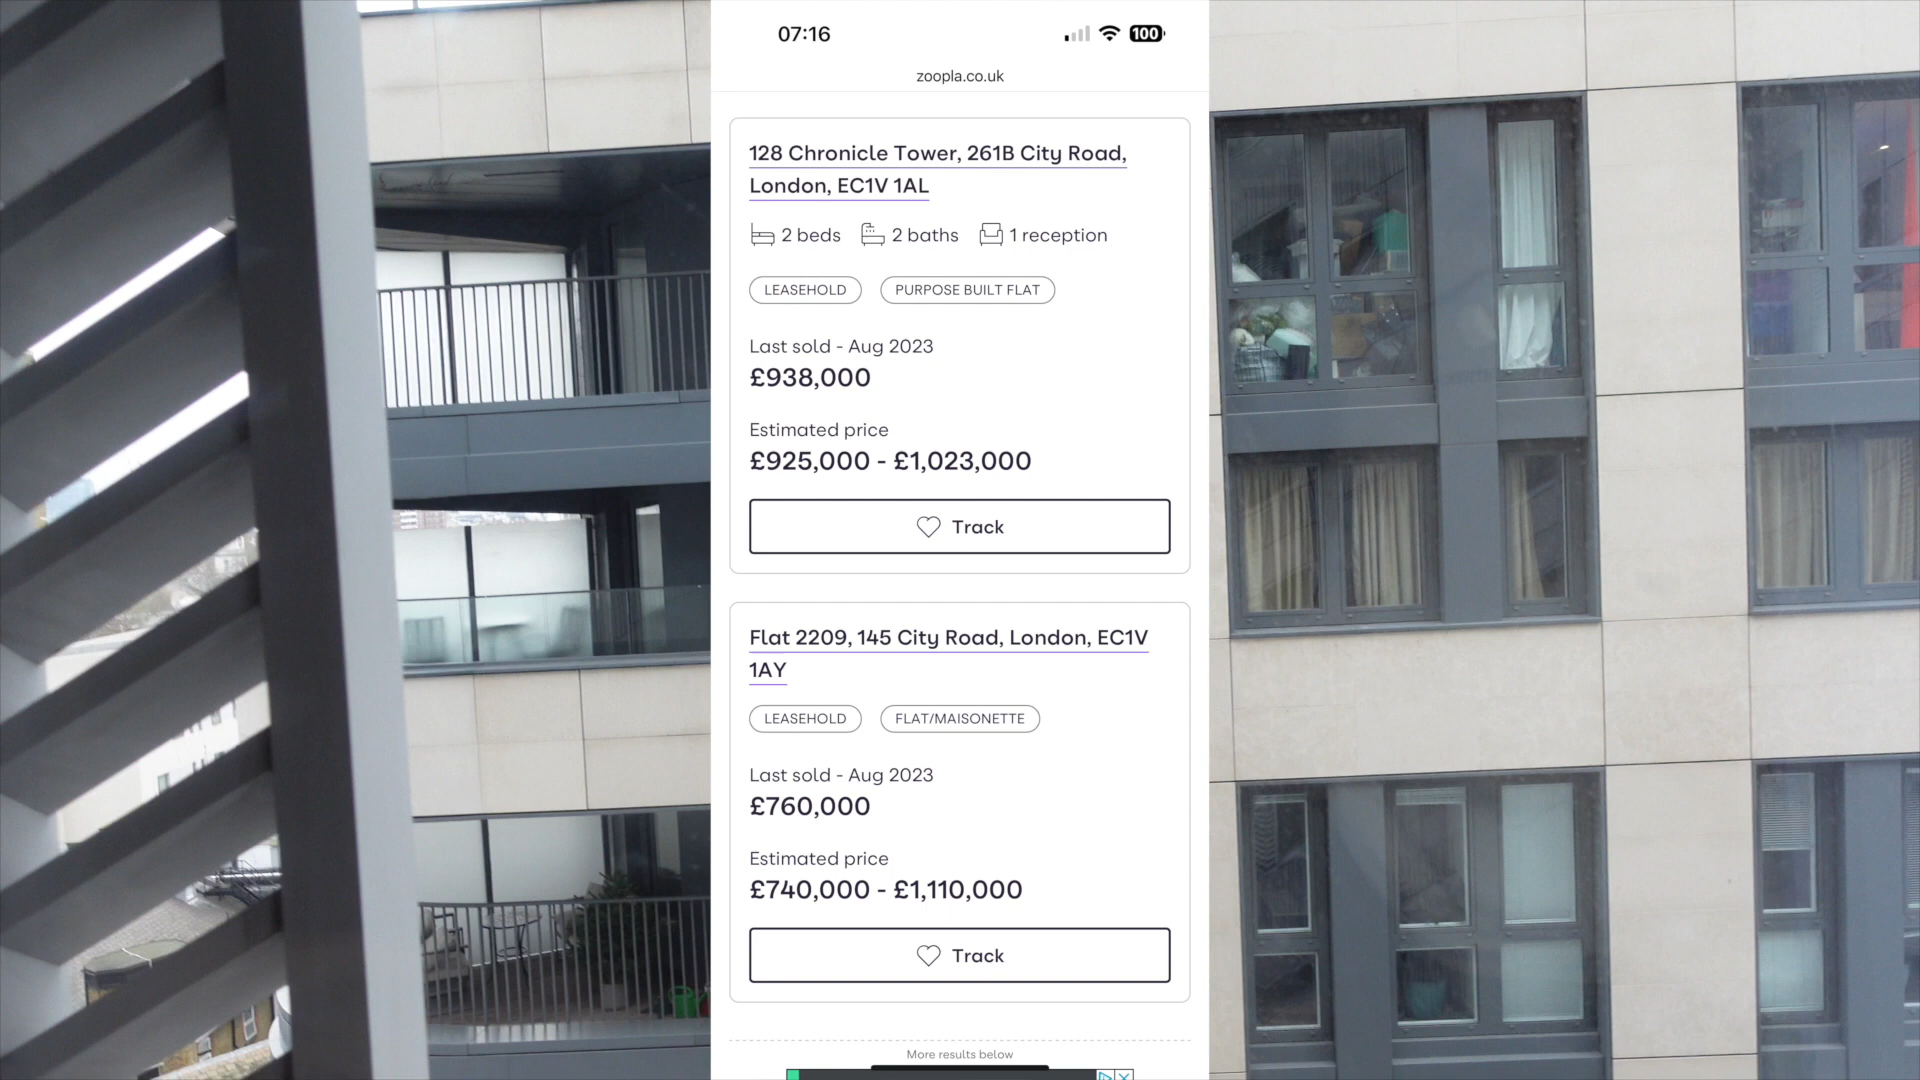 07:16
100
zoopla.co.uk
128 Chronicle Tower, 261B City Road,
London, EC1V 1AL
2 beds 2 baths 1 reception
LEASEHOLD PURPOSE BUILT FLAT
Last sold - Aug 2023
£938,000
Estimated price
£925,000 - £1,023,000
Track
Flat 2209, 145 City Road, London, EC1V
1AY
LEASEHOLD FLAT/MAISONETTE
Last sold - Aug 2023
£760,000
Estimated price
£740,000 - £1,110,000
Track
More results below